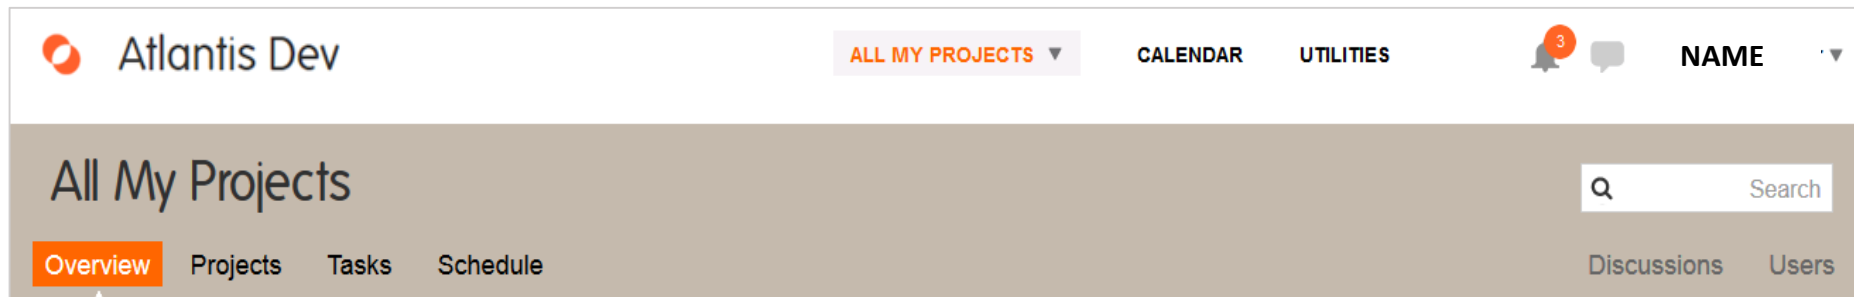 Atlantis Dev ALL MY PROJECTS CALENDAR UTILITIES 3 NAME
All My Projects Search
Overview Projects Tasks Schedule Discussions Users